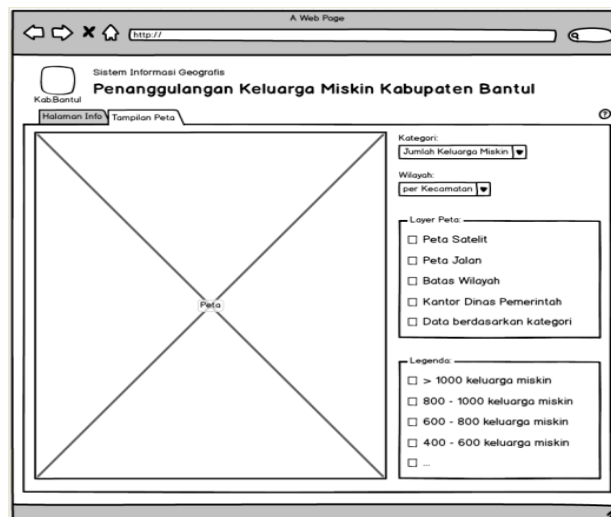 A Web Page
http://
Sistem Informasi Geografis
Penanggulangan Keluarga Miskin Kabupaten Bantul
Kab.Bantul
Halaman Info
Tampilan Peta
?
Peta
Kategori:
Jumlah Keluarga Miskin
Wilayah:
per Kecamatan
Layer Peta:
Peta Satelit
Peta Jalan
Batas Wilayah
Kantor Dinas Pemerintah
Data berdasarkan kategori
Legenda:
> 1000 keluarga miskin
800 - 1000 keluarga miskin
600 - 800 keluarga miskin
400 - 600 keluarga miskin
...